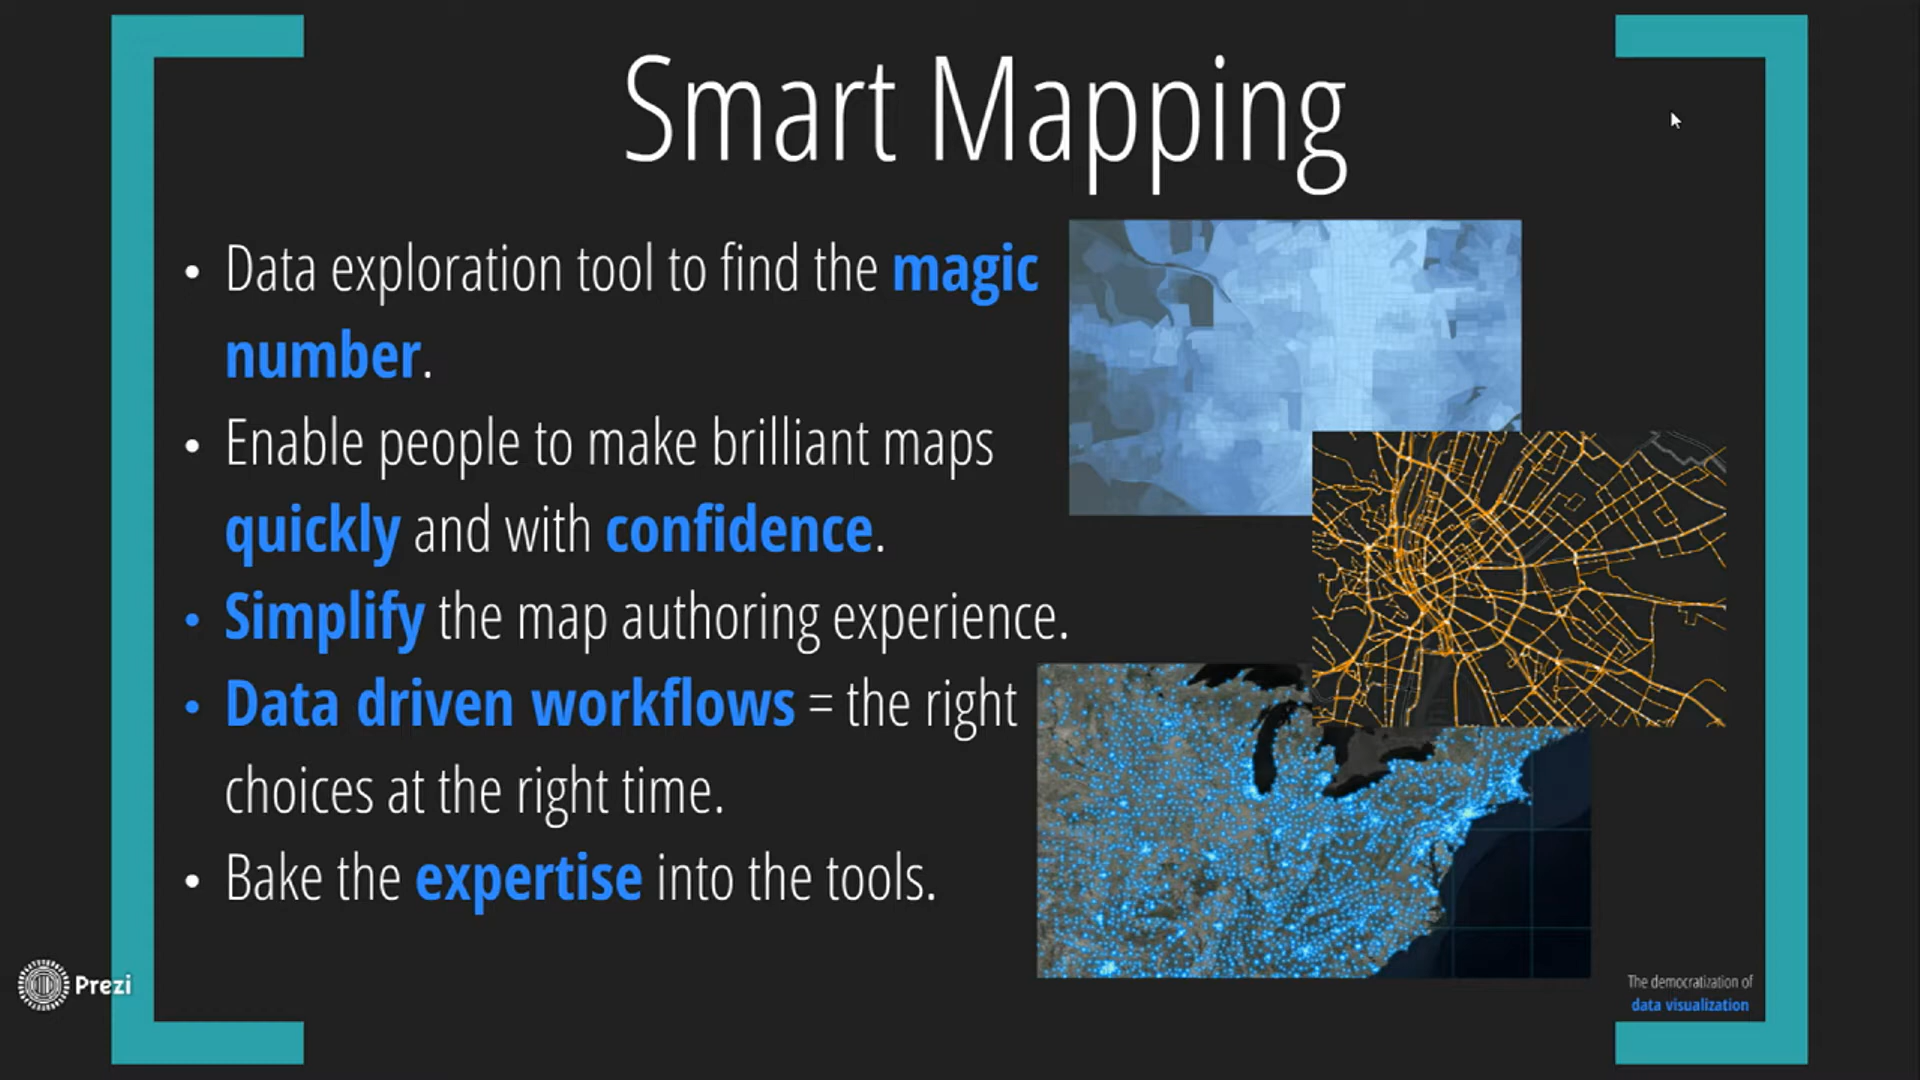 Smart Mapping
• Data exploration tool to find the magic
number.
• Enable people to make brilliant maps
quickly and with confidence.
• Simplify the map authoring experience.
• Data driven workflows = the right
choices at the right time.
• Bake the expertise into the tools.
Prezi
The democratization of
data visualization